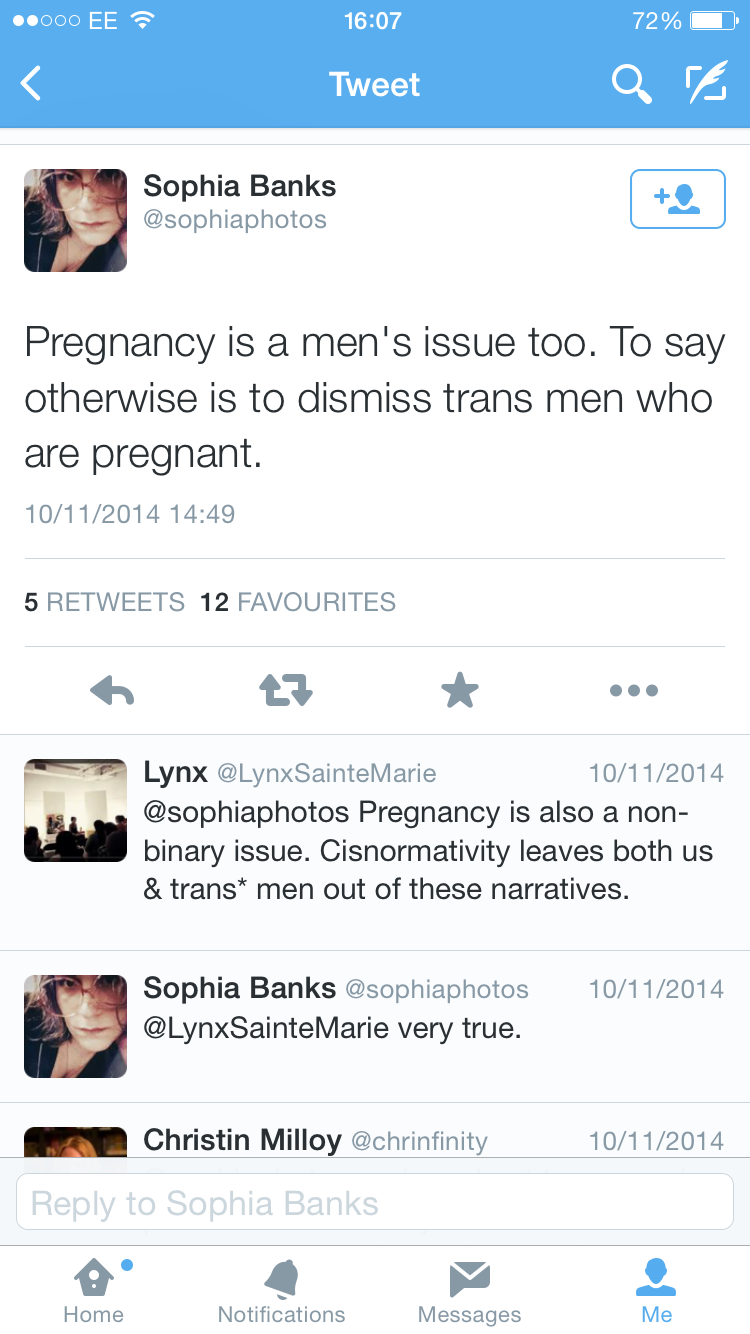 EE 16:07 72%
Tweet
Sophia Banks
@sophiaphotos
Pregnancy is a men's issue too. To say
otherwise is to dismiss trans men who
are pregnant.
10/11/2014 14:49
5 RETWEETS 12 FAVOURITES
Lynx @LynxSainteMarie 10/11/2014
@sophiaphotos Pregnancy is also a non-
binary issue. Cisnormativity leaves both us
& trans* men out of these narratives.
Sophia Banks @sophiaphotos 10/11/2014
@LynxSainteMarie very true.
Christin Milloy @chrinfinity 10/11/2014
Reply to Sophia Banks
Home Notifications Messages Me